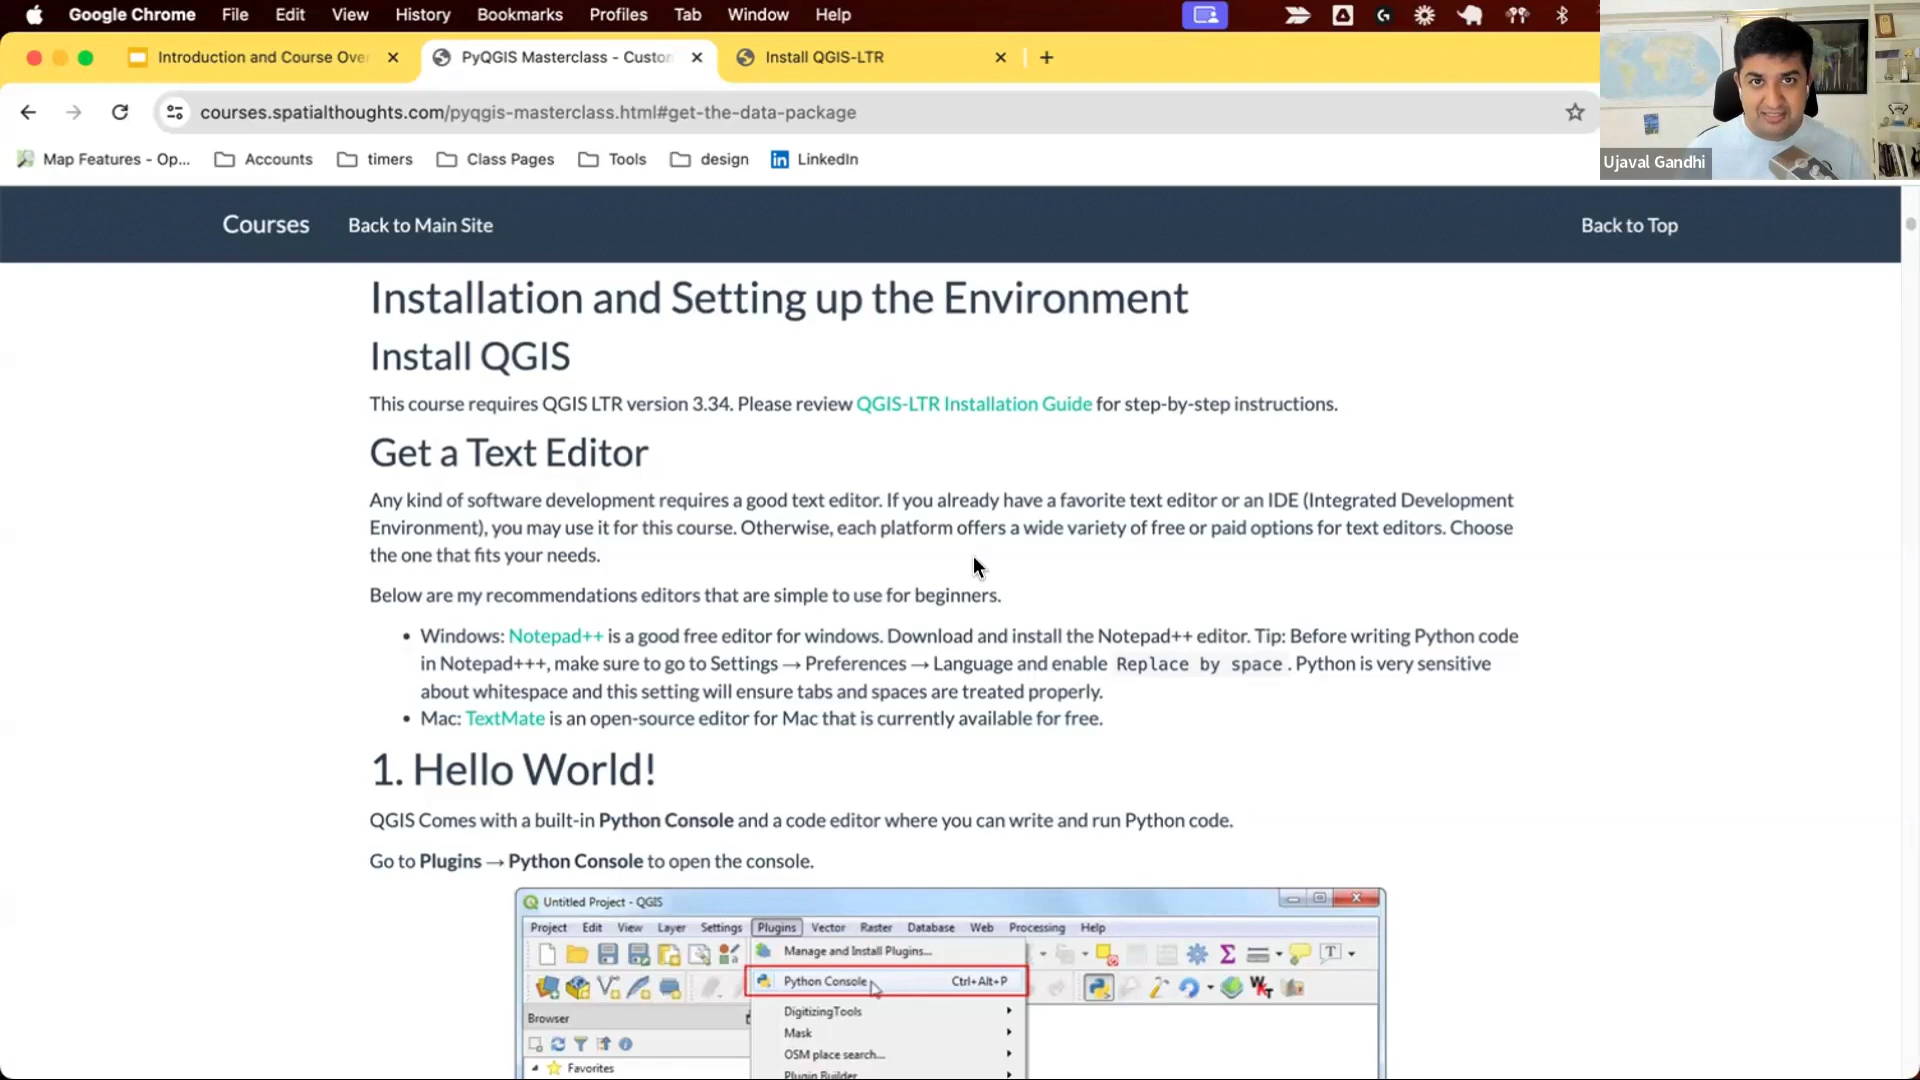 Google Chrome File Edit View History Bookmarks Profiles Tab Window Help
Introduction and Course Over
PyQGIS Masterclass - Custon
Install QGIS-LTR
courses.spatialthoughts.com/pyqgis-masterclass.html#get-the-data-package
Map Features - Op... Accounts timers Class Pages Tools design LinkedIn
Ujaval Gandhi
Courses Back to Main Site Back to Top
Installation and Setting up the Environment
Install QGIS
This course requires QGIS LTR version 3.34. Please review QGIS-LTR Installation Guide for step-by-step instructions.
Get a Text Editor
Any kind of software development requires a good text editor. If you already have a favorite text editor or an IDE (Integrated Development
Environment), you may use it for this course. Otherwise, each platform offers a wide variety of free or paid options for text editors. Choose
the one that fits your needs.
Below are my recommendations editors that are simple to use for beginners.
• Windows: Notepad++ is a good free editor for windows. Download and install the Notepad++ editor. Tip: Before writing Python code
in Notepad+++, make sure to go to Settings → Preferences → Language and enable Replace by space. Python is very sensitive
about whitespace and this setting will ensure tabs and spaces are treated properly.
• Mac: TextMate is an open-source editor for Mac that is currently available for free.
1. Hello World!
QGIS Comes with a built-in Python Console and a code editor where you can write and run Python code.
Go to Plugins → Python Console to open the console.
Untitled Project - QGIS
Project Edit View Layer Settings Plugins Vector Raster Database Web Processing Help
Manage and Install Plugins...
Python Console Ctrl+Alt+P
DigitizingTools
Browser
Mask
OSM place search...
Favorites
Plugin Builder